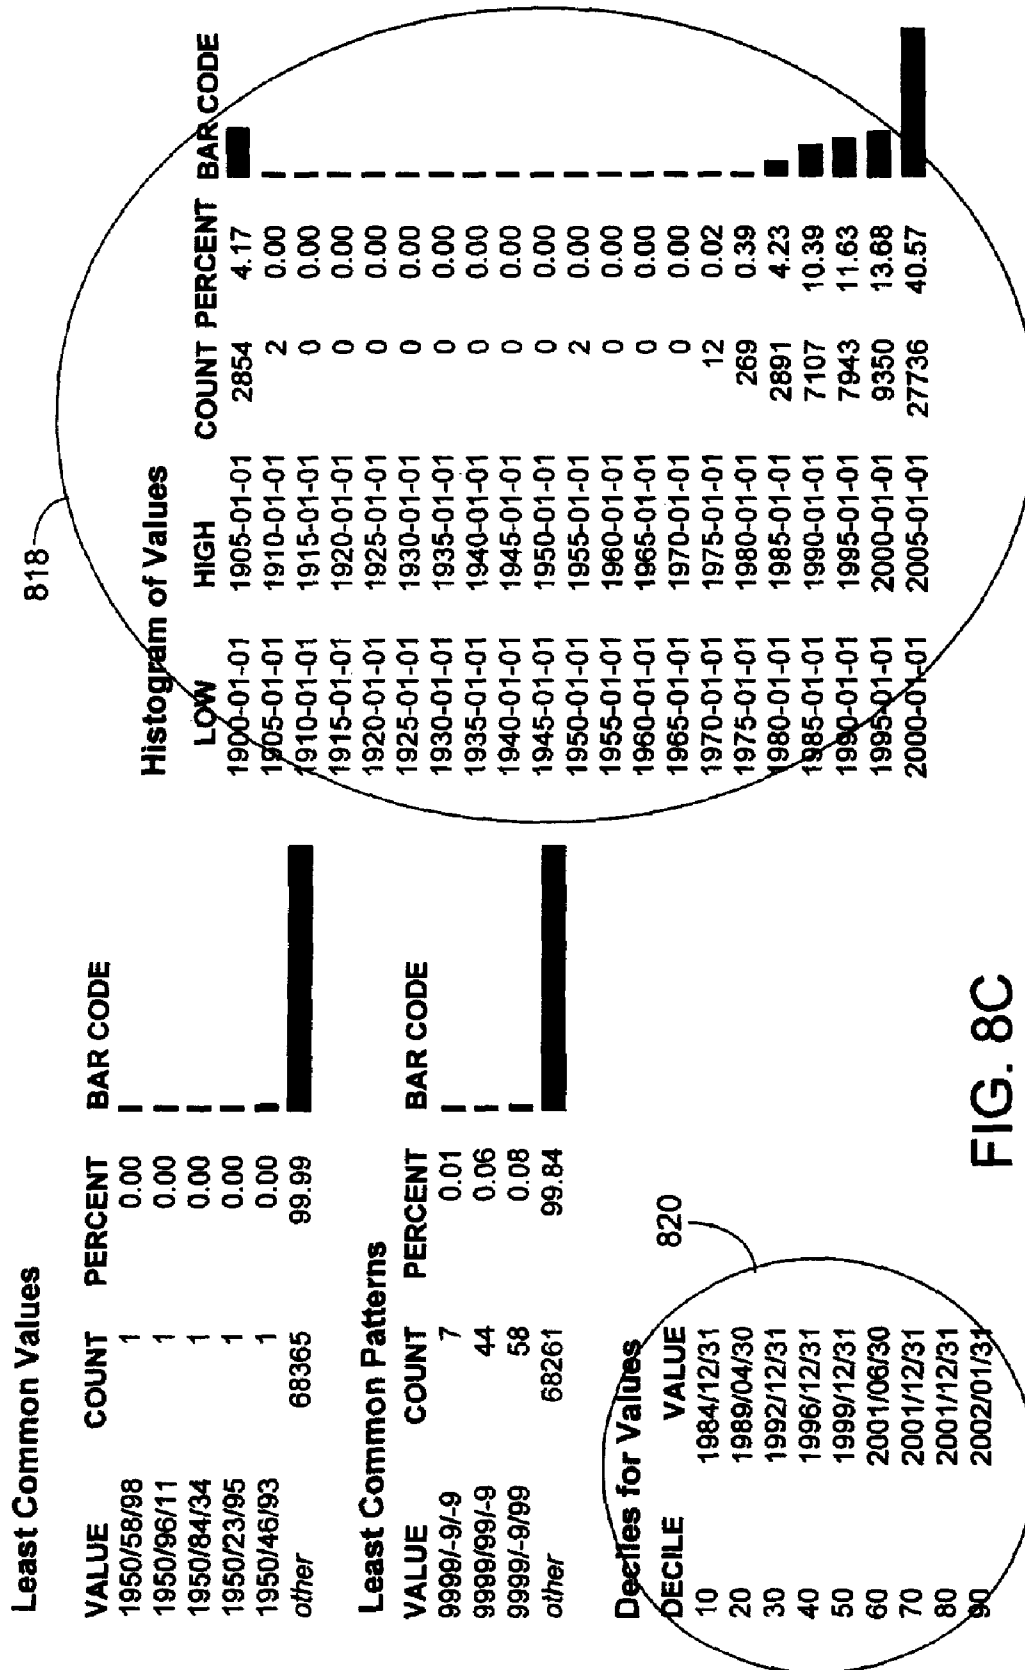 Least Common Values
VALUE COUNT PERCENT BAR CODE
1950/58/98 1 0.00
1950/96/11 1 0.00
1950/84/34 1 0.00
1950/23/95 1 0.00
1950/46/93 1 0.00
other 68365 99.99
Least Common Patterns
VALUE COUNT PERCENT BAR CODE
9999/-9/-9 7 0.01
9999/99/-9 44 0.06
9999/-9/99 58 0.08
other 68261 99.84
820
Deciles for Values
DECILE VALUE
10 1984/12/31
20 1989/04/30
30 1992/12/31
40 1996/12/31
50 1999/12/31
60 2001/06/30
70 2001/12/31
80 2001/12/31
90 2002/01/31
818
Histogram of Values
LOW HIGH COUNT PERCENT BAR CODE
1900-01-01 1905-01-01 2854 4.17
1905-01-01 1910-01-01 2 0.00
1910-01-01 1915-01-01 0 0.00
1915-01-01 1920-01-01 0 0.00
1920-01-01 1925-01-01 0 0.00
1925-01-01 1930-01-01 0 0.00
1930-01-01 1935-01-01 0 0.00
1935-01-01 1940-01-01 0 0.00
1940-01-01 1945-01-01 0 0.00
1945-01-01 1950-01-01 0 0.00
1950-01-01 1955-01-01 2 0.00
1955-01-01 1960-01-01 0 0.00
1960-01-01 1965-01-01 0 0.00
1965-01-01 1970-01-01 0 0.00
1970-01-01 1975-01-01 12 0.02
1975-01-01 1980-01-01 269 0.39
1980-01-01 1985-01-01 2891 4.23
1985-01-01 1990-01-01 7107 10.39
1990-01-01 1995-01-01 7943 11.63
1995-01-01 2000-01-01 9350 13.68
2000-01-01 2005-01-01 27736 40.57
FIG. 8C